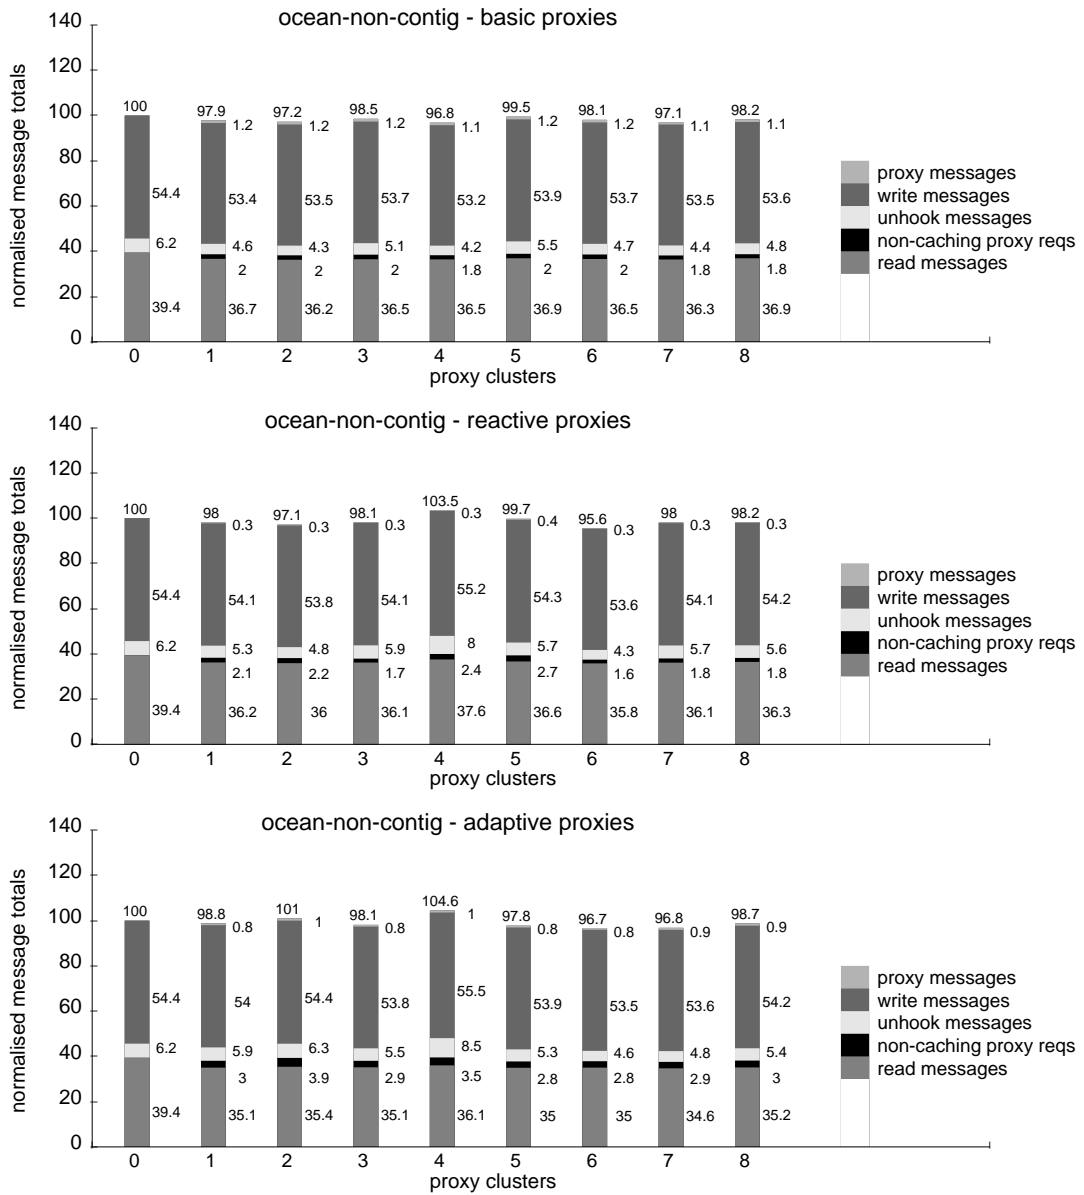 ocean-non-contig - basic proxies
normalised message totals
140
120
100
80
60
40
20
0
100 97.9 97.2 98.5 96.8 99.5 98.1 97.1 98.2
1.2 1.2 1.2 1.1 1.2 1.2 1.1 1.1
54.4 53.4 53.5 53.7 53.2 53.9 53.7 53.5 53.6
6.2 4.6 4.3 5.1 4.2 5.5 4.7 4.4 4.8
2 2 2 1.8 2 2 1.8 1.8
39.4 36.7 36.2 36.5 36.5 36.9 36.5 36.3 36.9
0 1 2 3 4 5 6 7 8
proxy clusters
proxy messages
write messages
unhook messages
non-caching proxy reqs
read messages
ocean-non-contig - reactive proxies
normalised message totals
140
120
100
80
60
40
20
0
100 98 97.1 98.1 103.5 99.7 95.6 98 98.2
0.3 0.3 0.3 0.3 0.4 0.3 0.3 0.3
54.4 54.1 53.8 54.1 55.2 54.3 53.6 54.1 54.2
6.2 5.3 4.8 5.9 8 5.7 4.3 5.7 5.6
2.1 2.2 1.7 2.4 2.7 1.6 1.8 1.8
39.4 36.2 36 36.1 37.6 36.6 35.8 36.1 36.3
0 1 2 3 4 5 6 7 8
proxy clusters
proxy messages
write messages
unhook messages
non-caching proxy reqs
read messages
ocean-non-contig - adaptive proxies
normalised message totals
140
120
100
80
60
40
20
0
100 98.8 101 98.1 104.6 97.8 96.7 96.8 98.7
0.8 1 0.8 1 0.8 0.8 0.9 0.9
54.4 54 54.4 53.8 55.5 53.9 53.5 53.6 54.2
6.2 5.9 6.3 5.5 8.5 5.3 4.6 4.8 5.4
3 3.9 2.9 3.5 2.8 2.8 2.9 3
39.4 35.1 35.4 35.1 36.1 35 35 34.6 35.2
0 1 2 3 4 5 6 7 8
proxy clusters
proxy messages
write messages
unhook messages
non-caching proxy reqs
read messages